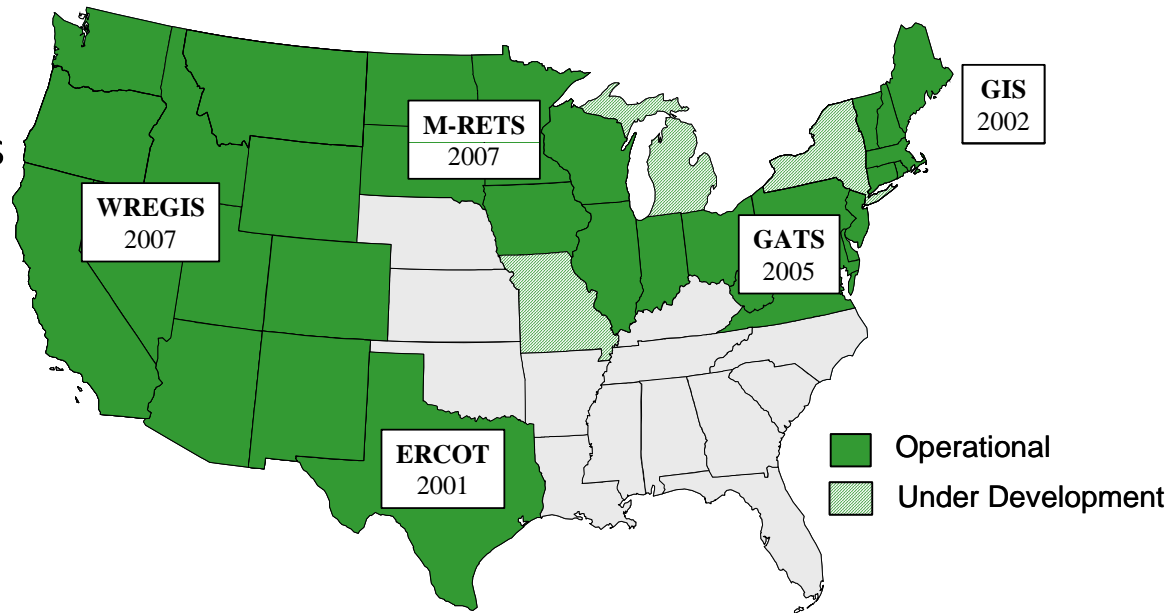 M-RETS
2007
GIS
2002
WREGIS
2007
GATS
2005
ERCOT
2001
Operational
Under Development